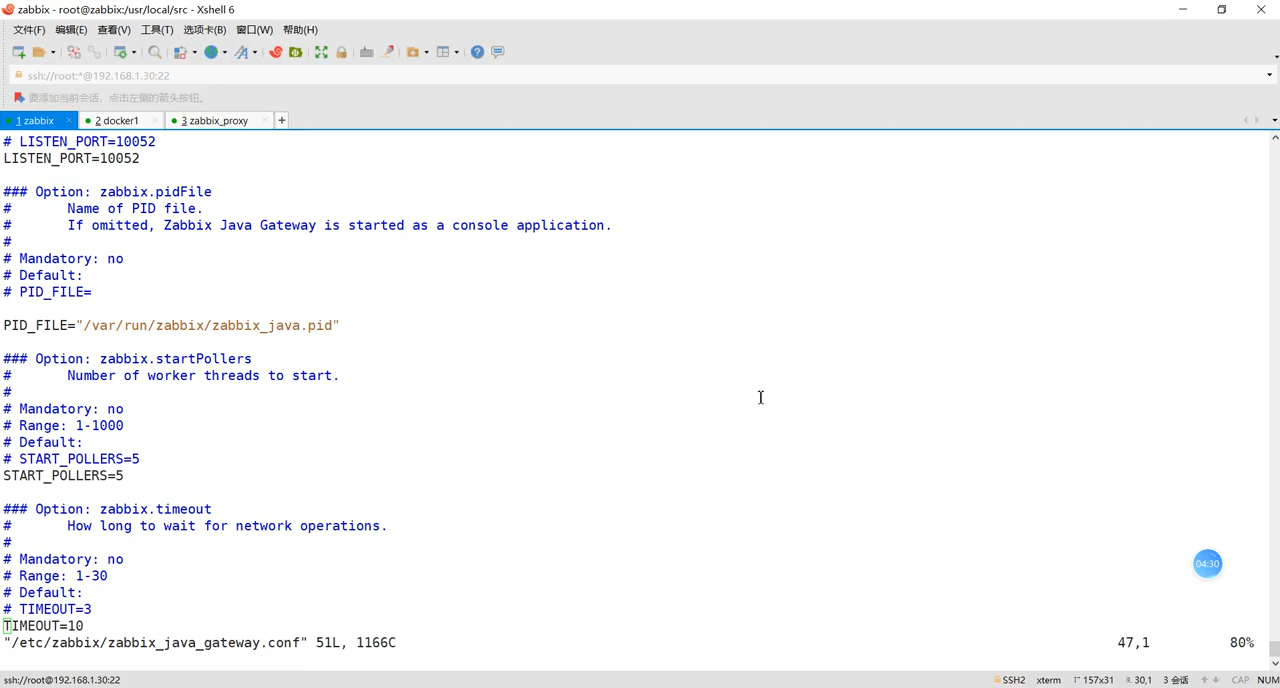 zabbix - root@zabbix:/usr/local/src - Xshell 6
文件(F) 编辑(E) 查看(V) 工具(T) 选项卡(B) 窗口(W) 帮助(H)
ssh://root:*@192.168.1.30:22
要添加当前会话，点击左侧的箭头按钮。
1 zabbix × 2 docker1 × 3 zabbix_proxy × +
# LISTEN_PORT=10052
LISTEN_PORT=10052
### Option: zabbix.pidFile
# Name of PID file.
# If omitted, Zabbix Java Gateway is started as a console application.
#
# Mandatory: no
# Default:
# PID_FILE=
PID_FILE="/var/run/zabbix/zabbix_java.pid"
### Option: zabbix.startPollers
# Number of worker threads to start.
#
# Mandatory: no
# Range: 1-1000
# Default:
# START_POLLERS=5
START_POLLERS=5
### Option: zabbix.timeout
# How long to wait for network operations.
#
# Mandatory: no
# Range: 1-30
# Default:
# TIMEOUT=3
TIMEOUT=10
04:30
"/etc/zabbix/zabbix_java_gateway.conf" 51L, 1166C 47,1 80%
ssh://root@192.168.1.30:22 SSH2 xterm 157x31 30,1 3 会话 CAP NUM